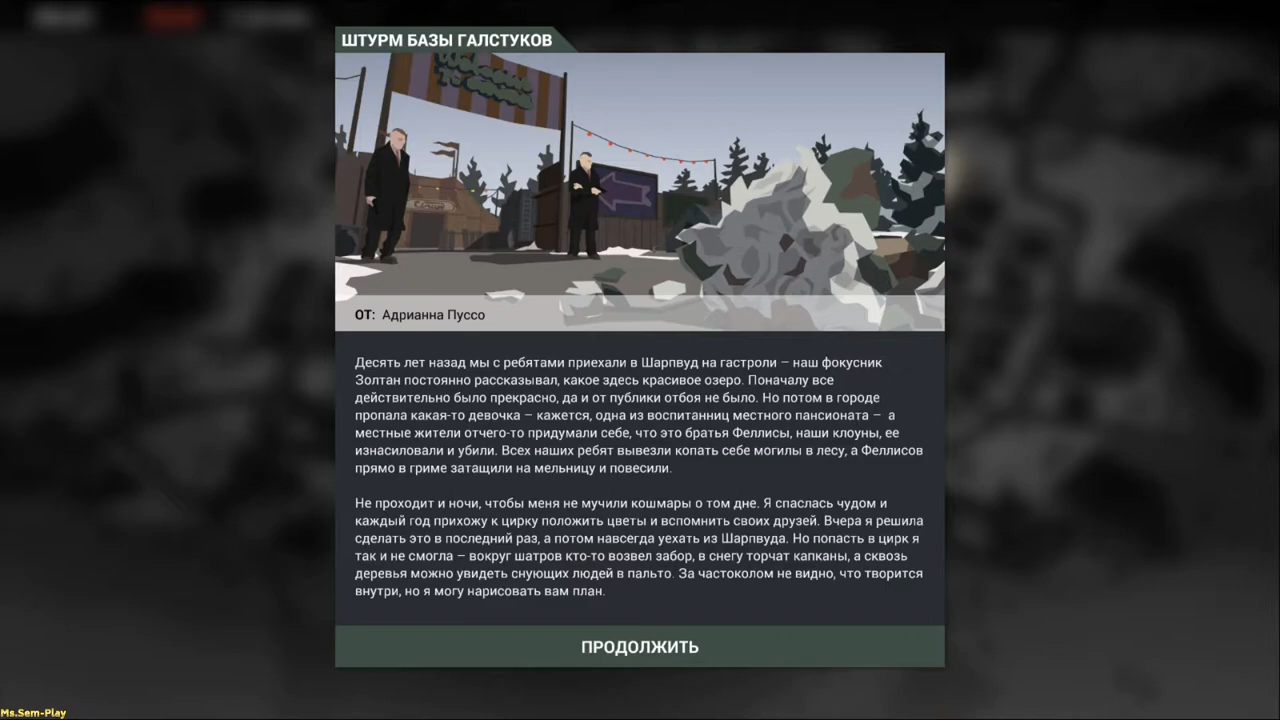 ШТУРМ БАЗЫ ГАЛСТУКОВ
Welcome
To
ОТ: Адрианна Пуссо
Десять лет назад мы с ребятами приехали в Шарпвуд на гастроли – наш фокусник
Золтан постоянно рассказывал, какое здесь красивое озеро. Поначалу все
действительно было прекрасно, да и от публики отбоя не было. Но потом в городе
пропала какая-то девочка – кажется, одна из воспитанниц местного пансионата – а
местные жители отчего-то придумали себе, что это братья Феллисы, наши клоуны, ее
изнасиловали и убили. Всех наших ребят вывезли копать себе могилы в лесу, а Феллисов
прямо в гриме затащили на мельницу и повесили.
Не проходит и ночи, чтобы меня не мучили кошмары о том дне. Я спаслась чудом и
каждый год прихожу к цирку положить цветы и вспомнить своих друзей. Вчера я решила
сделать это в последний раз, а потом навсегда уехать из Шарпвуда. Но попасть в цирк я
так и не смогла – вокруг шатров кто-то возвел забор, в снегу торчат капканы, а сквозь
деревья можно увидеть снующих людей в пальто. За частоколом не видно, что творится
внутри, но я могу нарисовать вам план.
ПРОДОЛЖИТЬ
Ms.Sem-Play